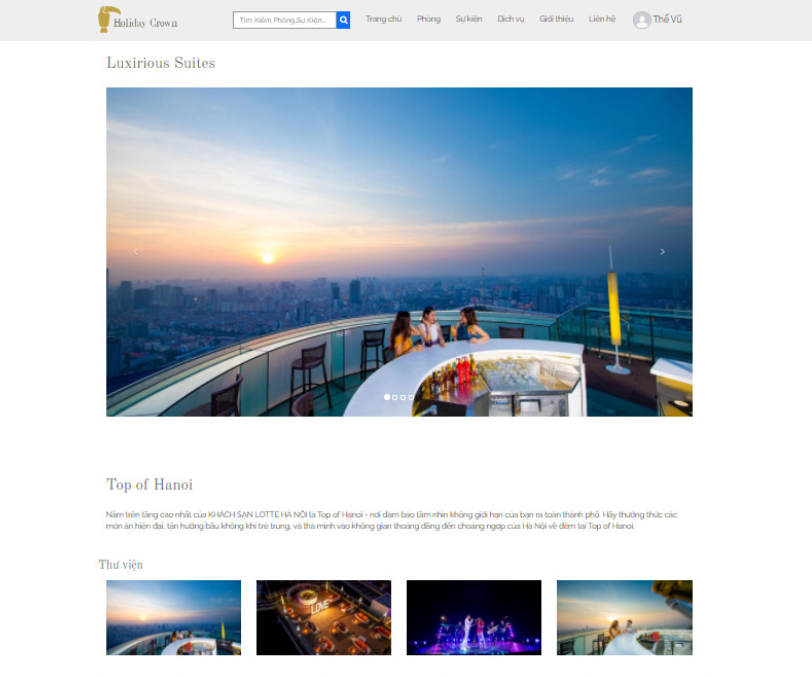 Holiday Crown
Tìm Kiếm Phòng,Sự Kiện...
Trang chủ
Phòng
Sự kiện
Dịch vụ
Giới thiệu
Liên hệ
Thế Vũ
Luxirious Suites
Top of Hanoi
Nằm trên tầng cao nhất của KHÁCH SẠN LOTTE HÀ NỘI là Top of Hanoi - nơi đảm bảo tầm nhìn không giới hạn của bạn ra toàn thành phố. Hãy thưởng thức các
món ăn hiện đại, tận hưởng bầu không khí trẻ trung, và thả mình vào không gian thoáng đãng đến choáng ngợp của Hà Nội về đêm tại Top of Hanoi.
Thư viện
LOVE